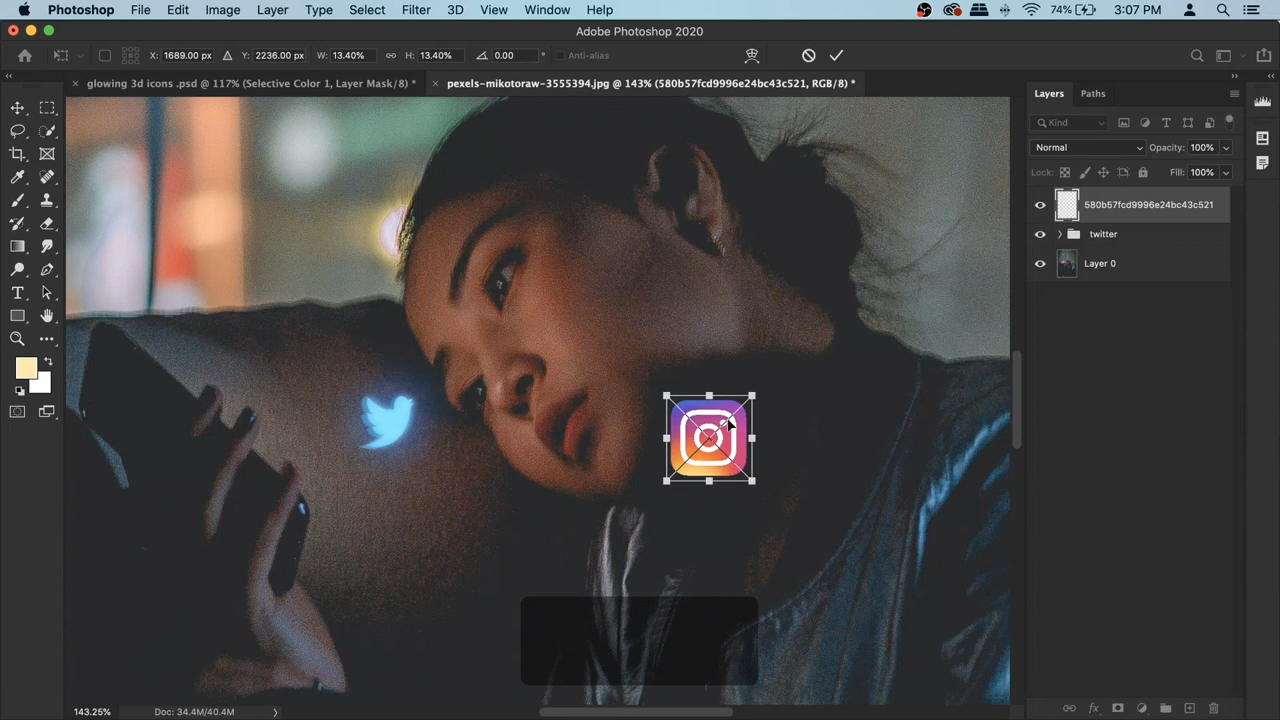 Photoshop File Edit Image Layer Type Select Filter 3D View Window Help 74% 3:07 PM
Adobe Photoshop 2020
X: 1689.00 px Y: 2236.00 px W: 13.40% H: 13.40% 0.00 ° Anti-alias
glowing 3d icons .psd @ 117% (Selective Color 1, Layer Mask/8) * pexels-mikotoraw-3555394.jpg @ 143% (580b57fcd9996e24bc43c521, RGB/8) *
Layers Paths
Kind
Normal Opacity: 100%
Lock: Fill: 100%
580b57fcd9996e24bc43c521
twitter
Layer 0
143.25% Doc: 34.4M/40.4M